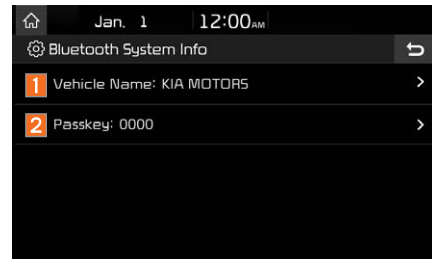 Jan. 1 12:00AM
Bluetooth System Info
1 Vehicle Name: KIA MOTORS
2 Passkey: 0000